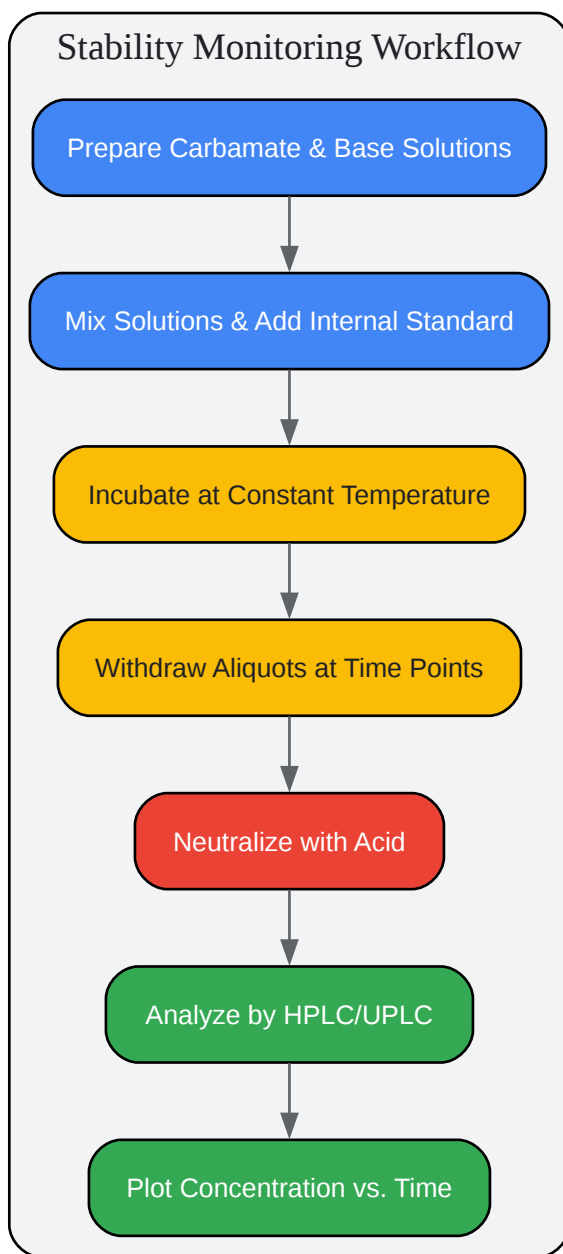 Stability Monitoring Workflow
Prepare Carbamate & Base Solutions
Mix Solutions & Add Internal Standard
Incubate at Constant Temperature
Withdraw Aliquots at Time Points
Neutralize with Acid
Analyze by HPLC/UPLC
Plot Concentration vs. Time